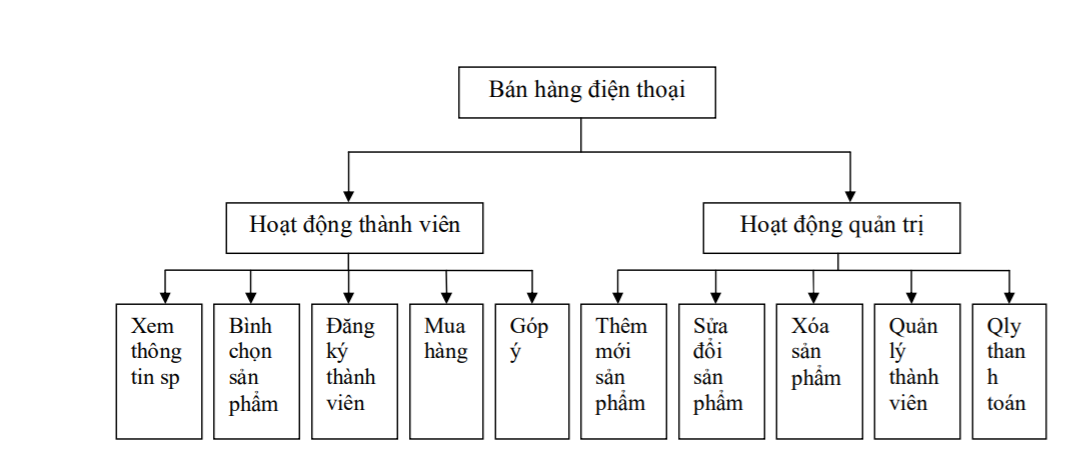 Bán hàng điện thoại
Hoạt động thành viên
Hoạt động quản trị
Xem
thông
tin sp
Bình
chọn
sản
phẩm
Đăng
ký
thành
viên
Mua
hàng
Góp
ý
Thêm
mới
sản
phẩm
Sửa
đổi
sản
phẩm
Xóa
sản
phẩm
Quản
lý
thành
viên
Qly
than
h
toán